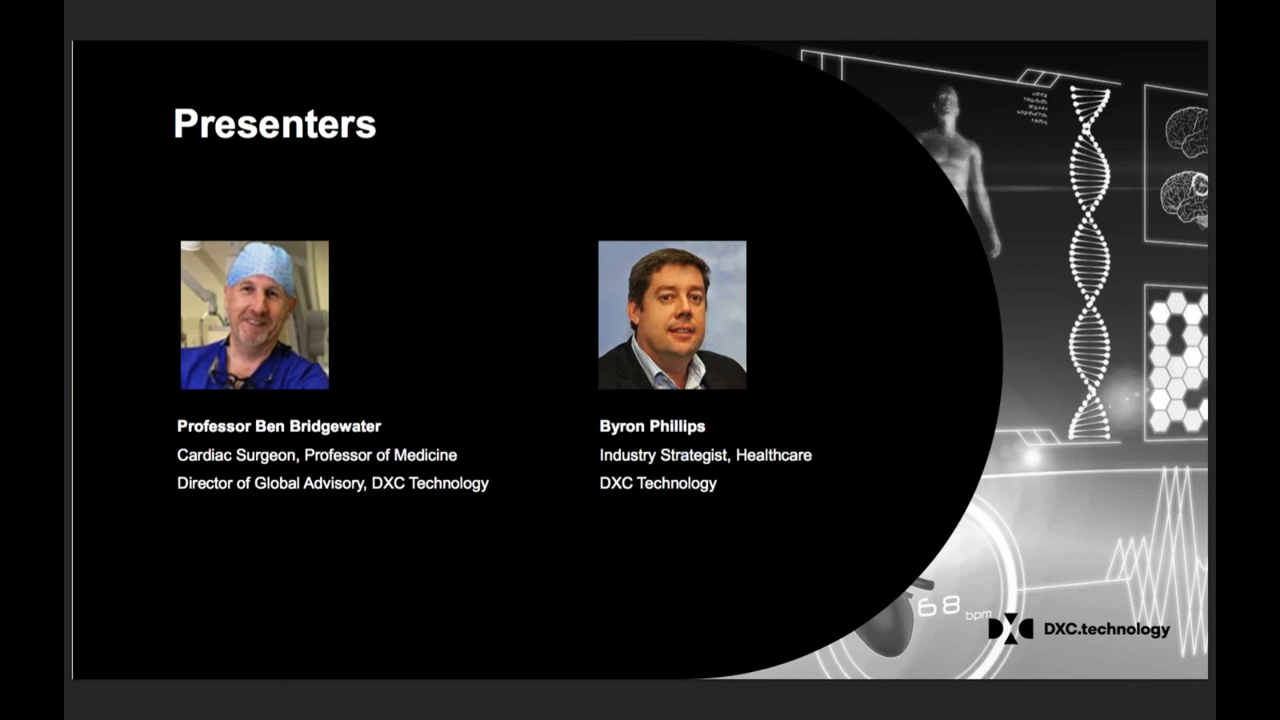 Presenters
Professor Ben Bridgewater
Cardiac Surgeon, Professor of Medicine
Director of Global Advisory, DXC Technology
Byron Phillips
Industry Strategist, Healthcare
DXC Technology
68 bpm
DXC.technology